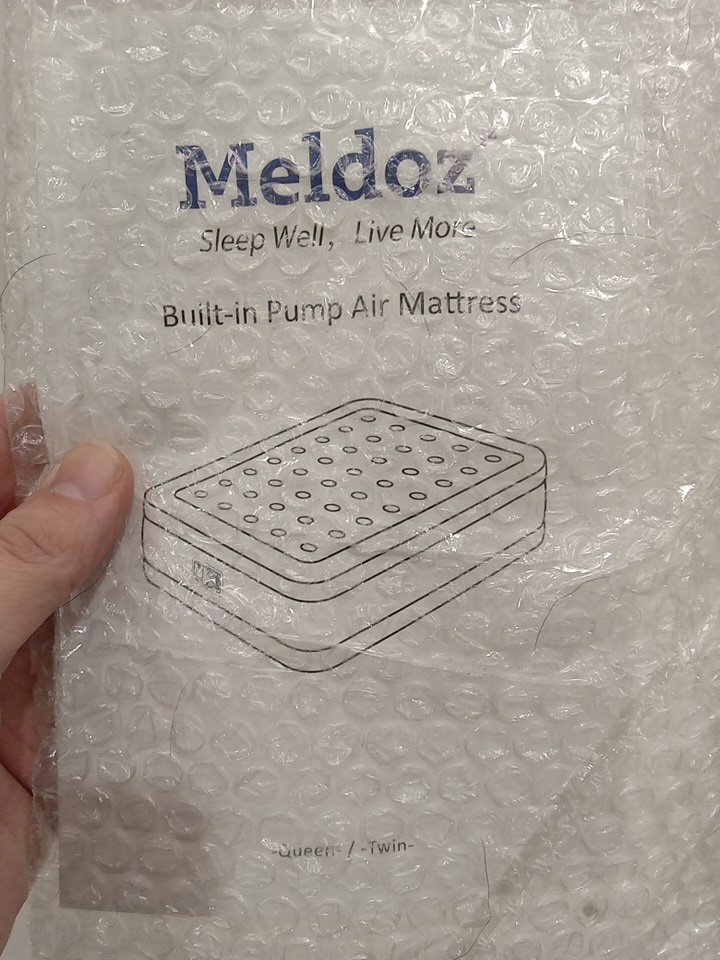 Meldoz
Sleep Well, Live More
Built-in Pump Air Mattress
-Queen- / -Twin-